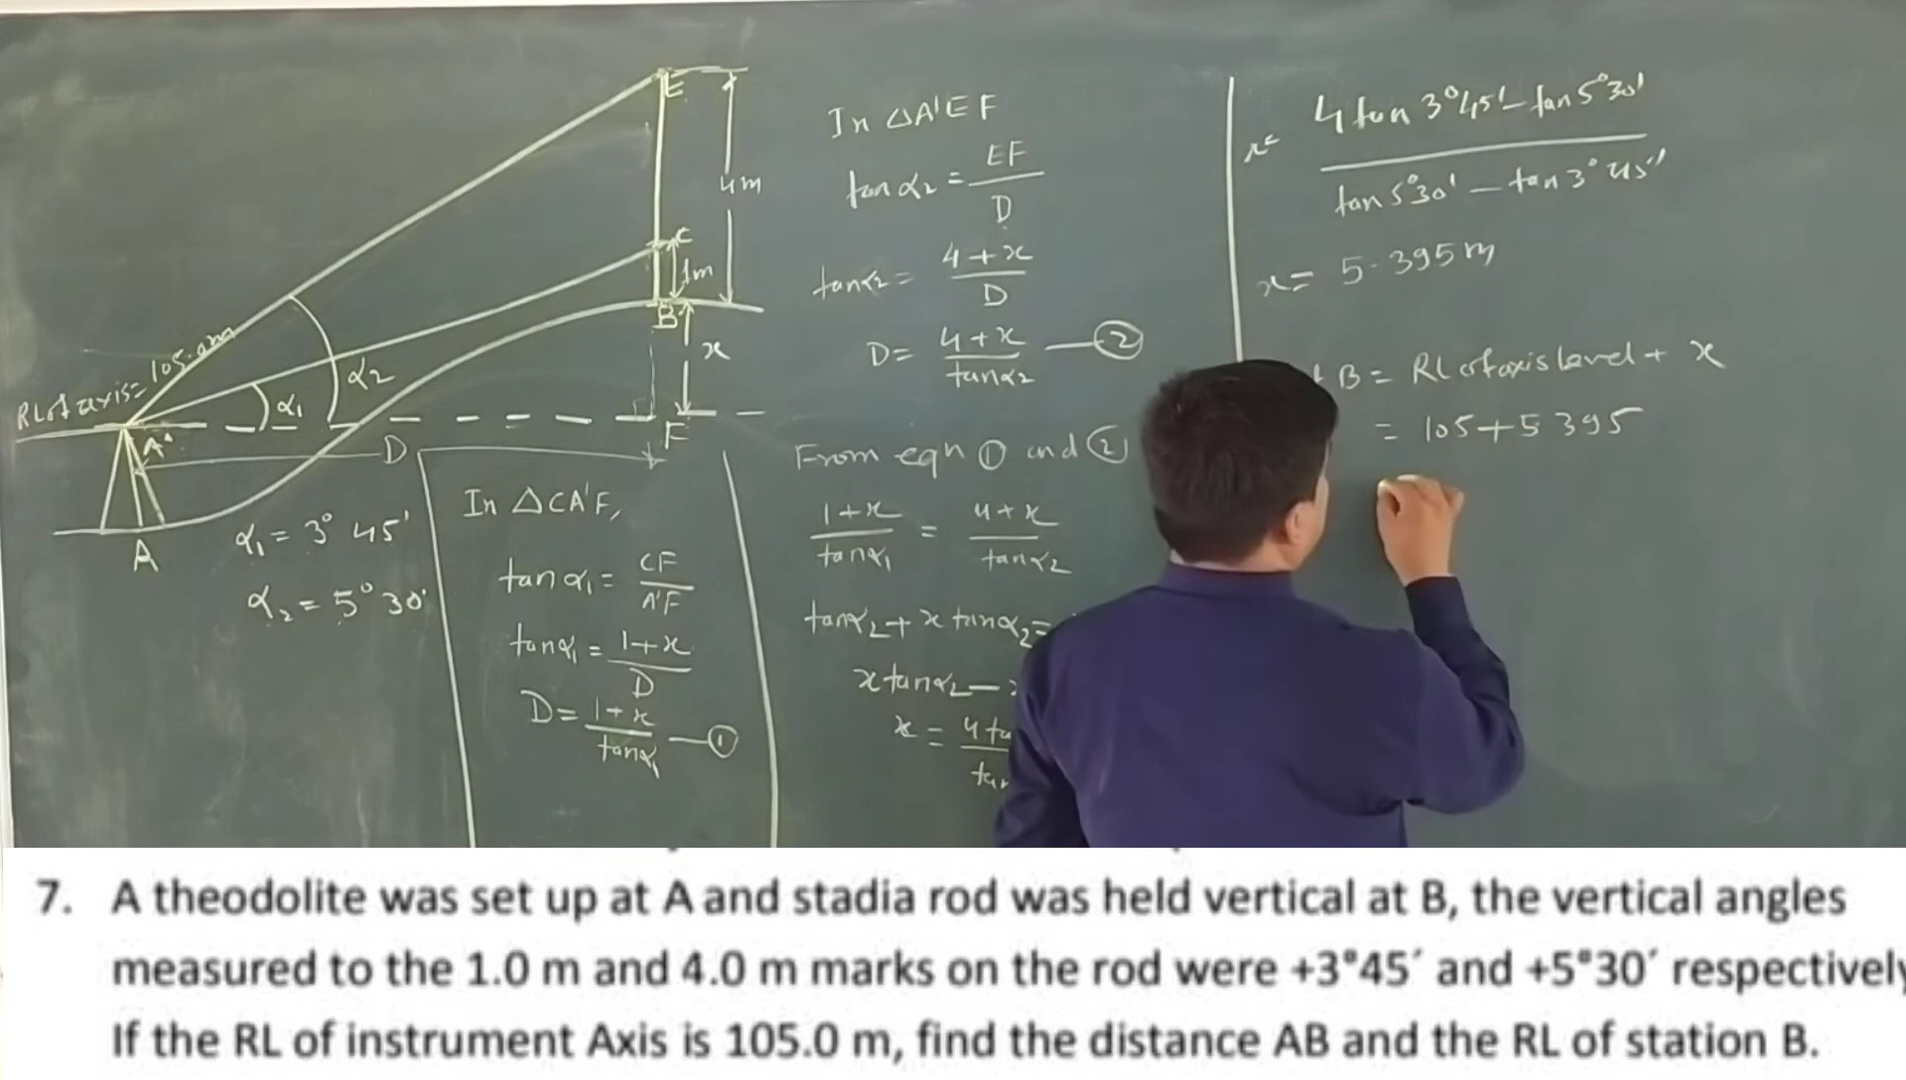 E
4m
C
1m
B
x
RL of axis = 105.0m
α2
α1
A'
F
D
A
α1 = 3° 45'
α2 = 5° 30'
In △CA'F,
tan α1 = CF / A'F
tan α1 = 1+x / D
D = 1+x / tan α1 — ①
In △A'EF
tan α2 = EF / D
tan α2 = 4+x / D
D = 4+x / tan α2 — ②
From eqn ① and ②
1+x / tan α1 = 4+x / tan α2
tan α2 + x tan α2 =
x tan α2 —
x = 4 ta
x = 4 tan 3°45' – tan 5°30' / tan 5°30' – tan 3°45'
x = 5.395 m
B = RL of axis level + x
= 105 + 5 395
7. A theodolite was set up at A and stadia rod was held vertical at B, the vertical angles
measured to the 1.0 m and 4.0 m marks on the rod were +3°45´ and +5°30´ respectively
If the RL of instrument Axis is 105.0 m, find the distance AB and the RL of station B.